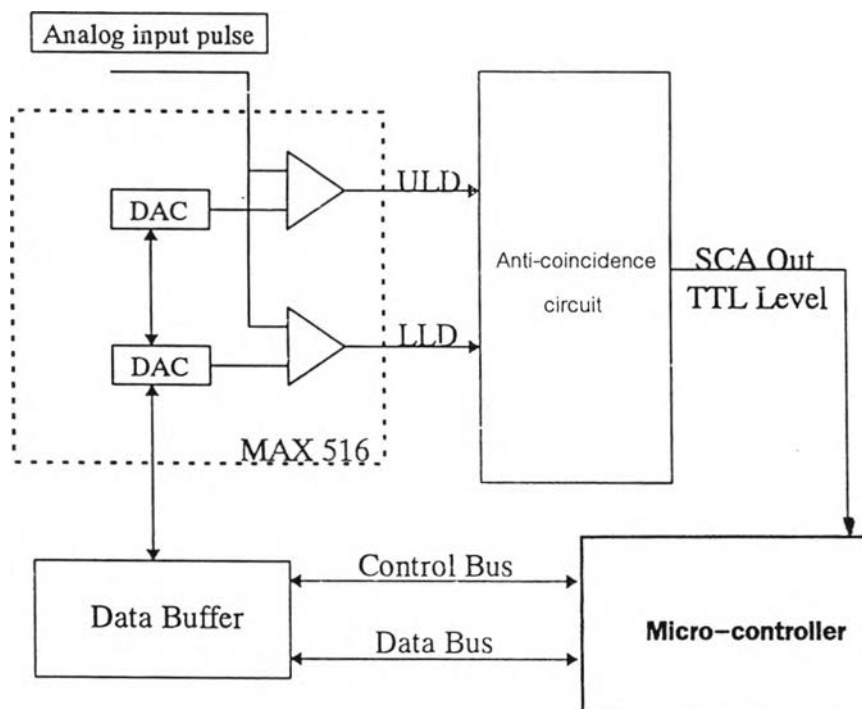 Analog input pulse
DAC
ULD
Anti-coincidence
circuit
SCA Out
TTL Level
DAC
LLD
MAX 516
Data Buffer
Control Bus
Data Bus
Micro-controller